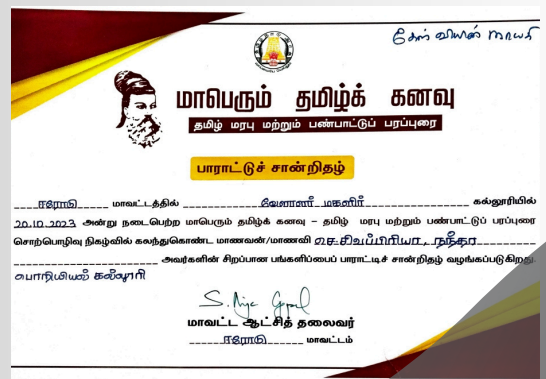 கேள்வியின் நாயகி
மாபெரும் தமிழ்க் கனவு
தமிழ் மரபு மற்றும் பண்பாட்டுப் பரப்புரை
பாராட்டுச் சான்றிதழ்
ஈரோடு மாவட்டத்தில் வேளாளர் மகளிர் கல்லூரியில்
20.10.2023 அன்று நடைபெற்ற மாபெரும் தமிழ்க் கனவு – தமிழ் மரபு மற்றும் பண்பாட்டுப் பரப்புரை
சொற்பொழிவு நிகழ்வில் கலந்துகொண்ட மாணவன்/மாணவி செ.சிவப்பிரியா, நந்தா
அவர்களின் சிறப்பான பங்களிப்பைப் பாராட்டிச் சான்றிதழ் வழங்கப்படுகிறது.
பொறியியல் கல்லூரி
மாவட்ட ஆட்சித் தலைவர்
ஈரோடு மாவட்டம்